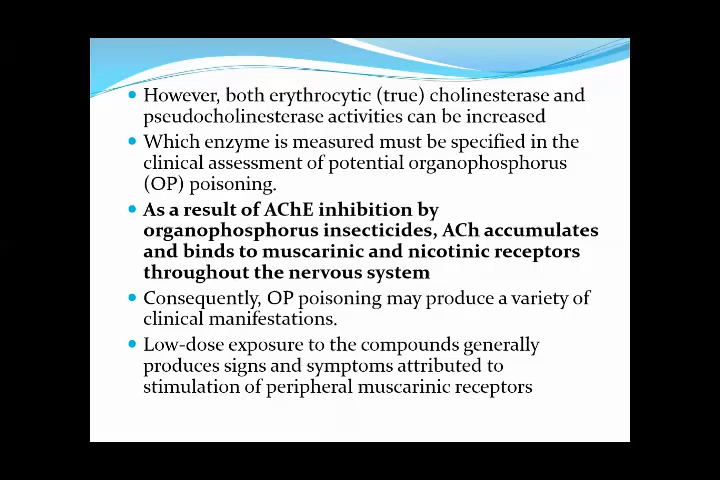 However, both erythrocytic (true) cholinesterase and
pseudocholinesterase activities can be increased
Which enzyme is measured must be specified in the
clinical assessment of potential organophosphorus
(OP) poisoning.
As a result of AChE inhibition by
organophosphorus insecticides, ACh accumulates
and binds to muscarinic and nicotinic receptors
throughout the nervous system
Consequently, OP poisoning may produce a variety of
clinical manifestations.
Low-dose exposure to the compounds generally
produces signs and symptoms attributed to
stimulation of peripheral muscarinic receptors